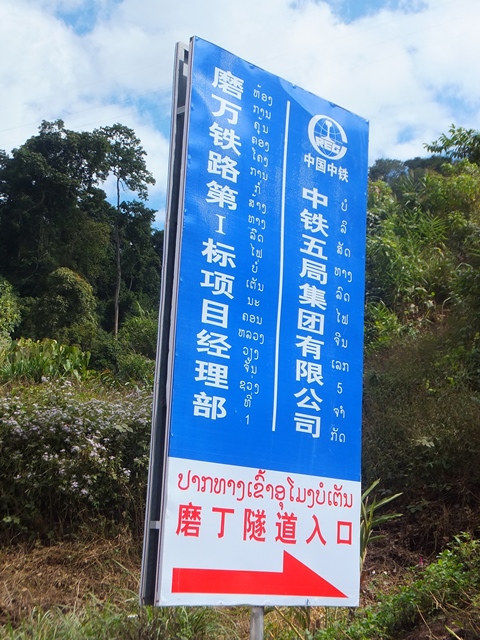 CREC
中国中铁
中铁五局集团有限公司
ບໍລິສັດທາງລົດໄຟຈີນເລກ5ຈຳກັດ
磨万铁路第I标项目经理部
ຫ້ອງການຄຸ້ມຄອງໂຄງການກໍ່ສ້າງທາງລົດໄຟບໍ່ເຕັນນະຄອນຫລວງວຽງຈັນຊ່ວງທີ1
ປາກທາງເຂົ້າອຸໂມງບໍ່ເຕັນ
磨丁隧道入口